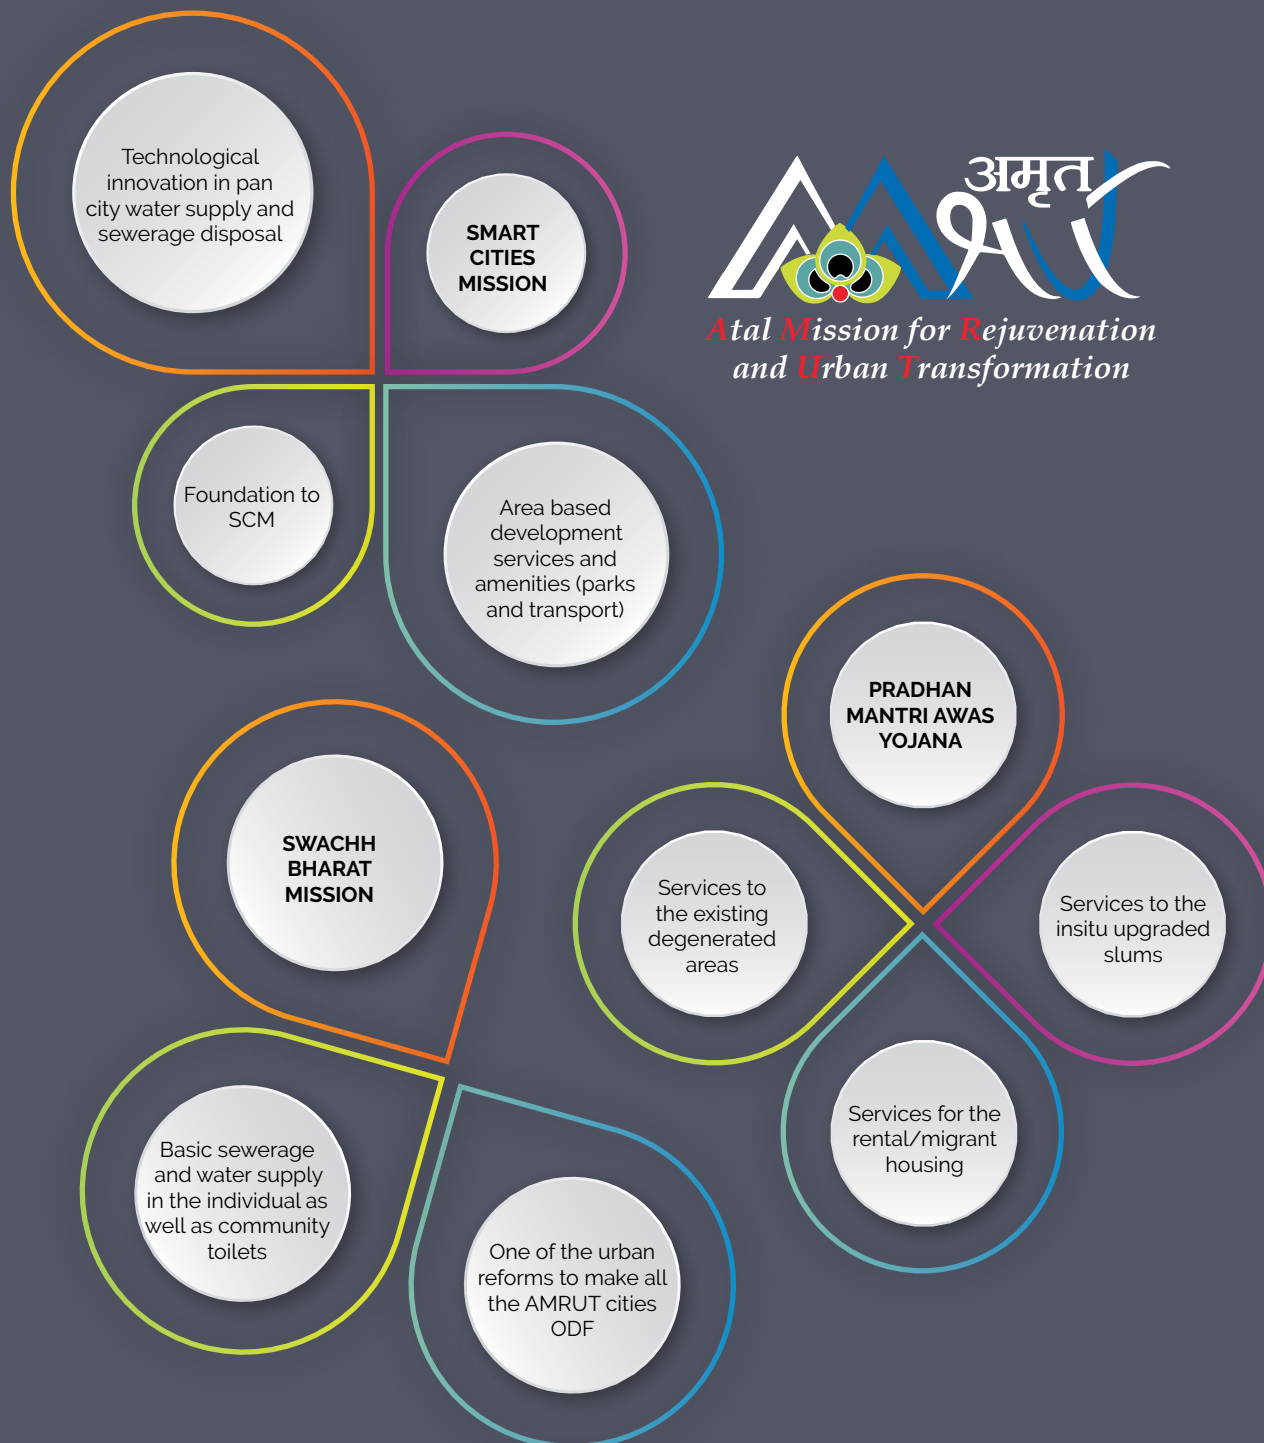 Technological
innovation in pan
city water supply and
sewerage disposal
SMART
CITIES
MISSION
अमृत
AMRUT
Atal Mission for Rejuvenation
and Urban Transformation
Foundation to
SCM
Area based
development
services and
amenities (parks
and transport)
PRADHAN
MANTRI AWAS
YOJANA
Services to
the existing
degenerated
areas
Services to the
insitu upgraded
slums
Services for the
rental/migrant
housing
SWACHH
BHARAT
MISSION
Basic sewerage
and water supply
in the individual as
well as community
toilets
One of the urban
reforms to make all
the AMRUT cities
ODF